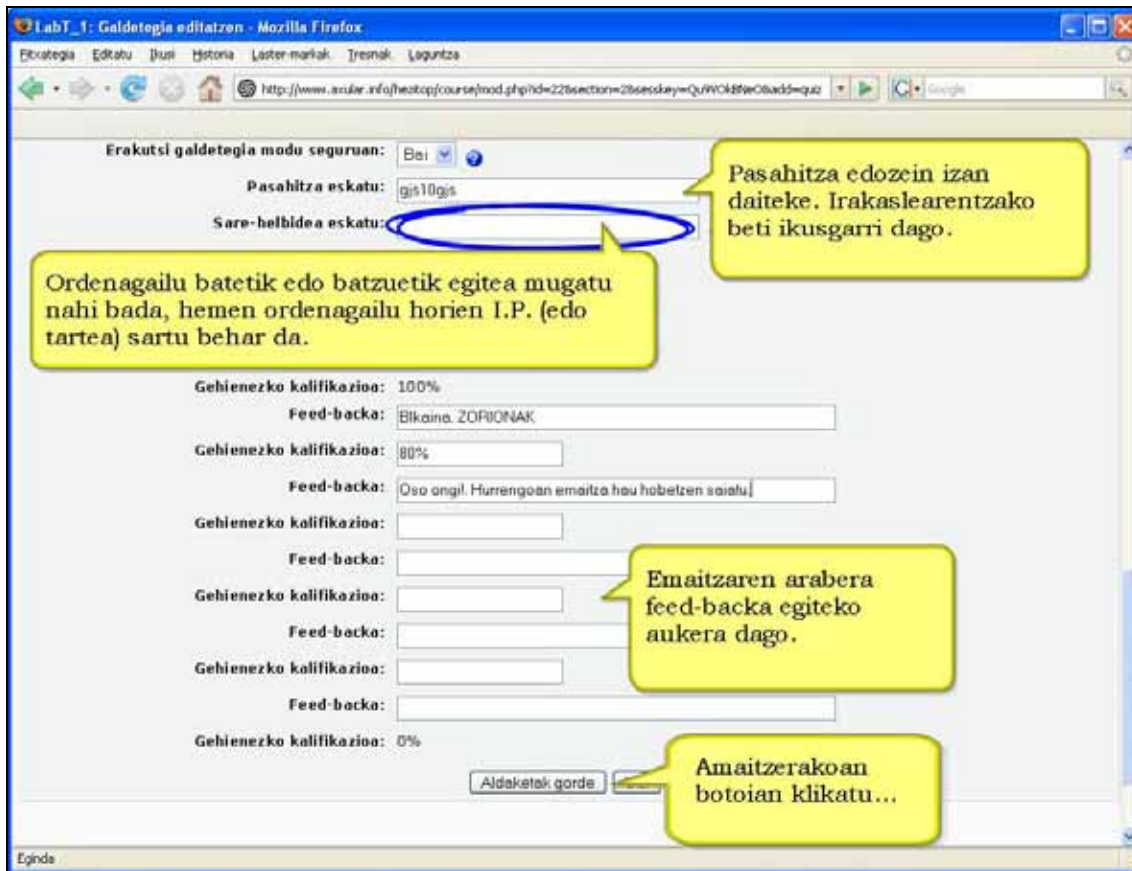 LabT_1: Galdetegia editatzen - Mozilla Firefox
Fitxategia Editatu Ikusi Historia Laster-markak Tresnak Laguntza
Google
Erakutsi galdetegia modu seguruan: Bai
Pasahitza eskatu: gjs10gjs
Sare-helbidea eskatu:
Pasahitza edozein izan
daiteke. Irakaslearentzako
beti ikusgarri dago.
Ordenagailu batetik edo batzuetik egitea mugatu
nahi bada, hemen ordenagailu horien I.P. (edo
tartea) sartu behar da.
Gehienezko kalifikazioa: 100%
Feed-backa: BIkaina. ZORIONAK
Gehienezko kalifikazioa: 80%
Feed-backa: Oso ongi!. Hurrengoan emaitza hau hobetzen saiatu.
Gehienezko kalifikazioa:
Feed-backa:
Gehienezko kalifikazioa:
Feed-backa:
Gehienezko kalifikazioa:
Feed-backa:
Gehienezko kalifikazioa: 0%
Emaitzaren arabera
feed-backa egiteko
aukera dago.
Aldaketak gorde
Amaitzerakoan
botoian klikatu...
Eginda